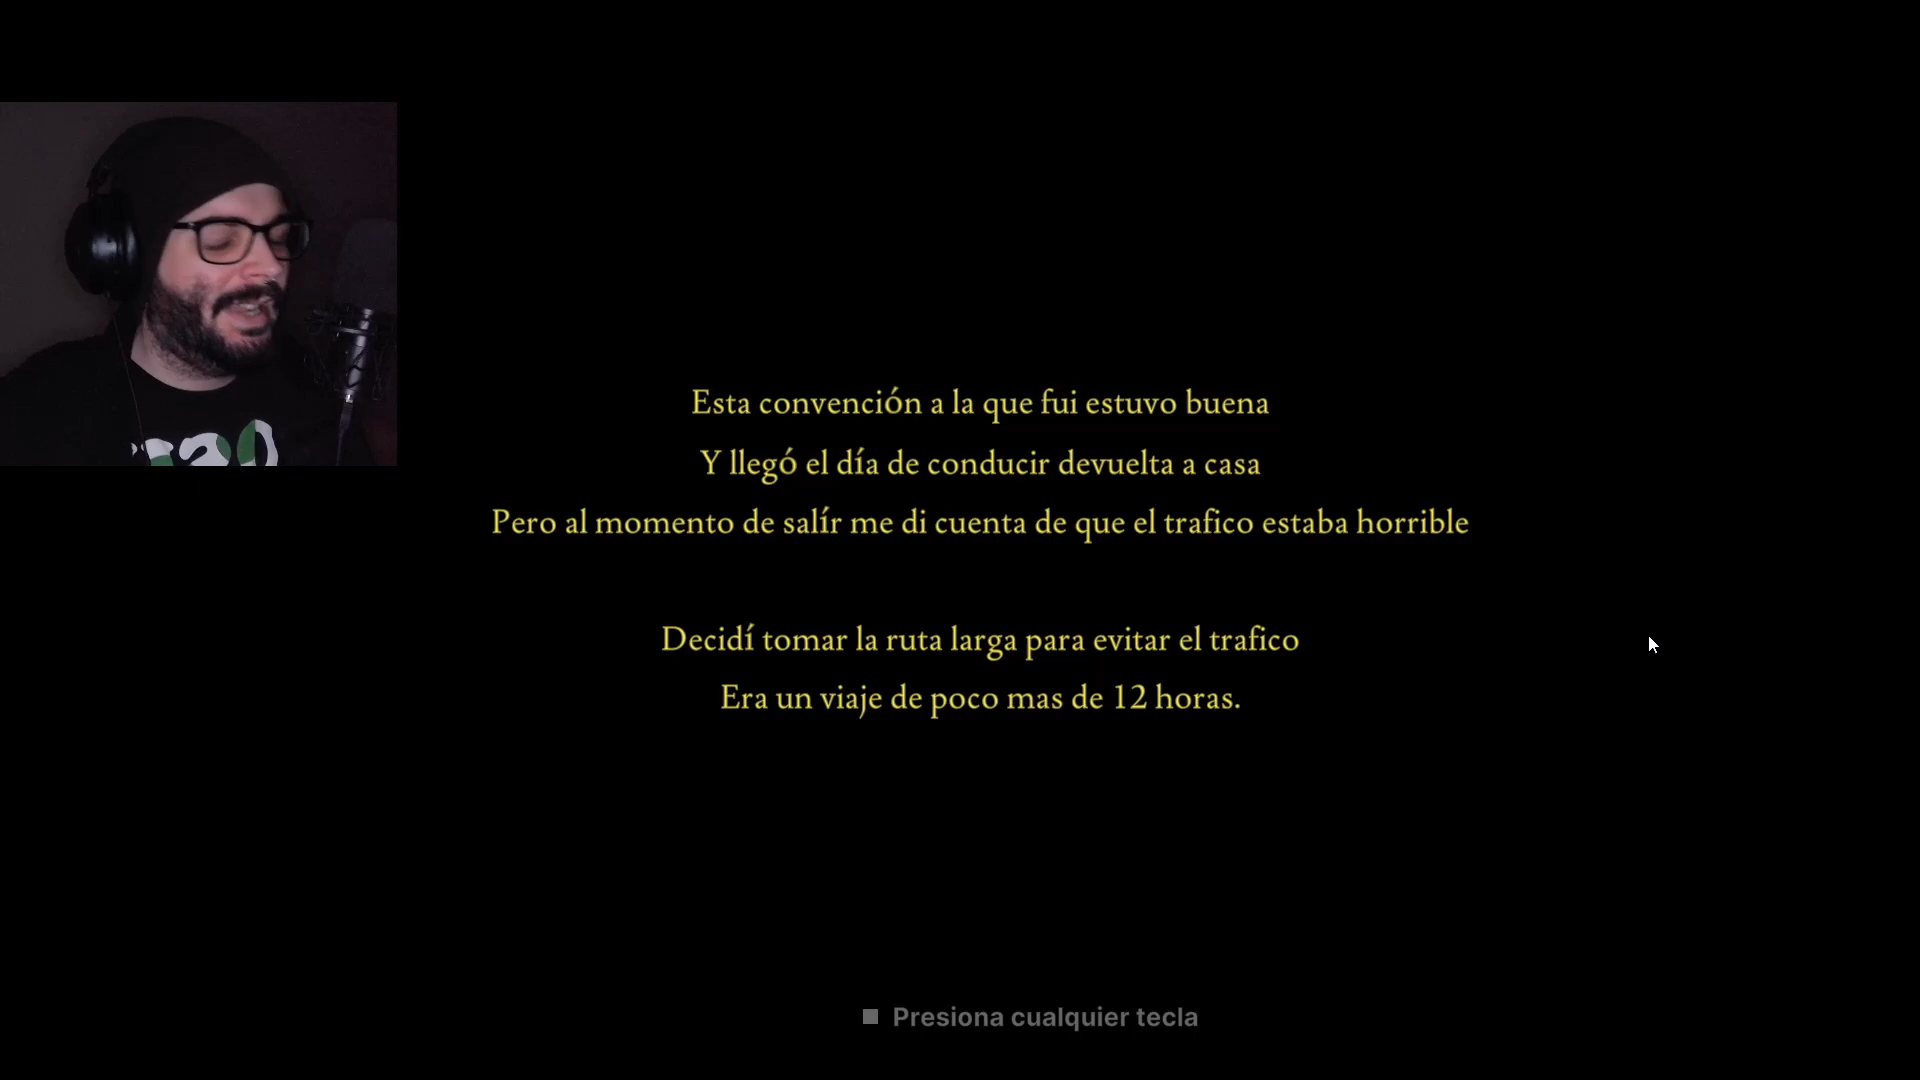 Esta convención a la que fui estuvo buena
Y llegó el día de conducir devuelta a casa
Pero al momento de salír me di cuenta de que el trafico estaba horrible
Decidí tomar la ruta larga para evitar el trafico
Era un viaje de poco mas de 12 horas.
Presiona cualquier tecla